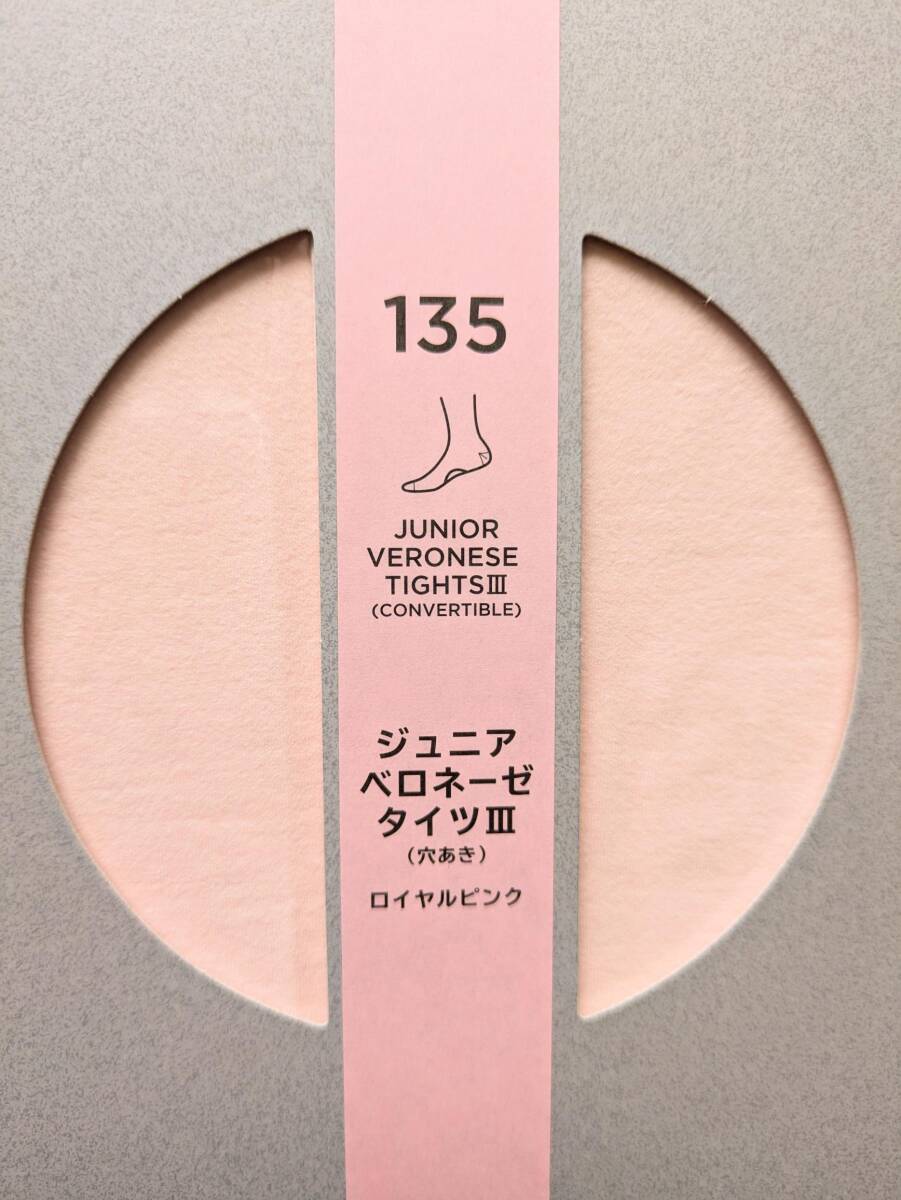 135
JUNIOR
VERONESE
TIGHTSⅢ
(CONVERTIBLE)
ジュニア
ベロネーゼ
タイツⅢ
(穴あき)
ロイヤルピンク